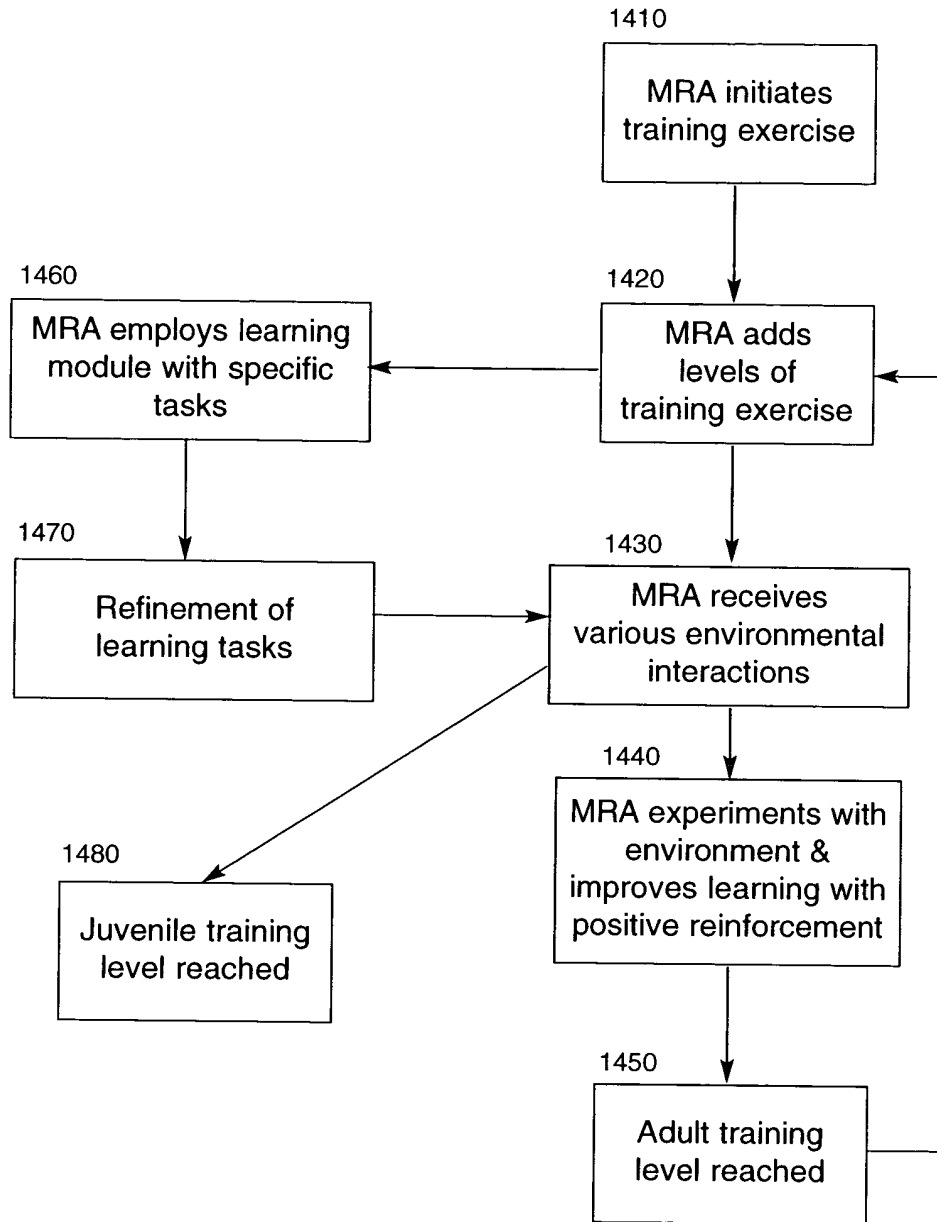 1410
MRA initiates
training exercise
1460
MRA employs learning
module with specific
tasks
1420
MRA adds
levels of
training exercise
1470
Refinement of
learning tasks
1430
MRA receives
various environmental
interactions
1440
MRA experiments with
environment &
improves learning with
positive reinforcement
1480
Juvenile training
level reached
1450
Adult training
level reached